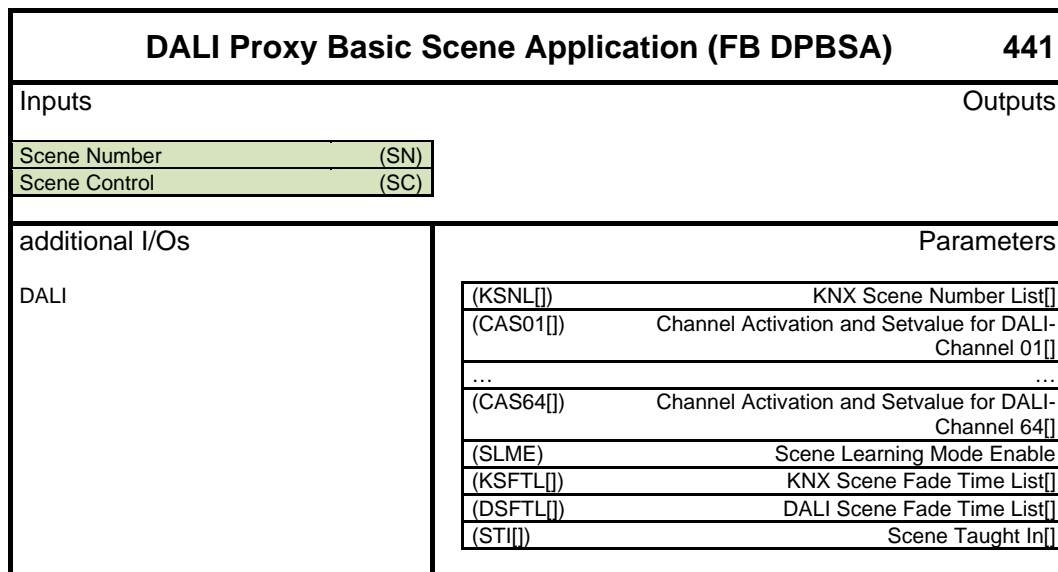 DALI Proxy Basic Scene Application (FB DPBSA) 441
Inputs Outputs
Scene Number (SN)
Scene Control (SC)
additional I/Os Parameters
DALI (KSNL[]) KNX Scene Number List[]
(CAS01[]) Channel Activation and Setvalue for DALI-
Channel 01[]
… …
(CAS64[]) Channel Activation and Setvalue for DALI-
Channel 64[]
(SLME) Scene Learning Mode Enable
(KSFTL[]) KNX Scene Fade Time List[]
(DSFTL[]) DALI Scene Fade Time List[]
(STI[]) Scene Taught In[]